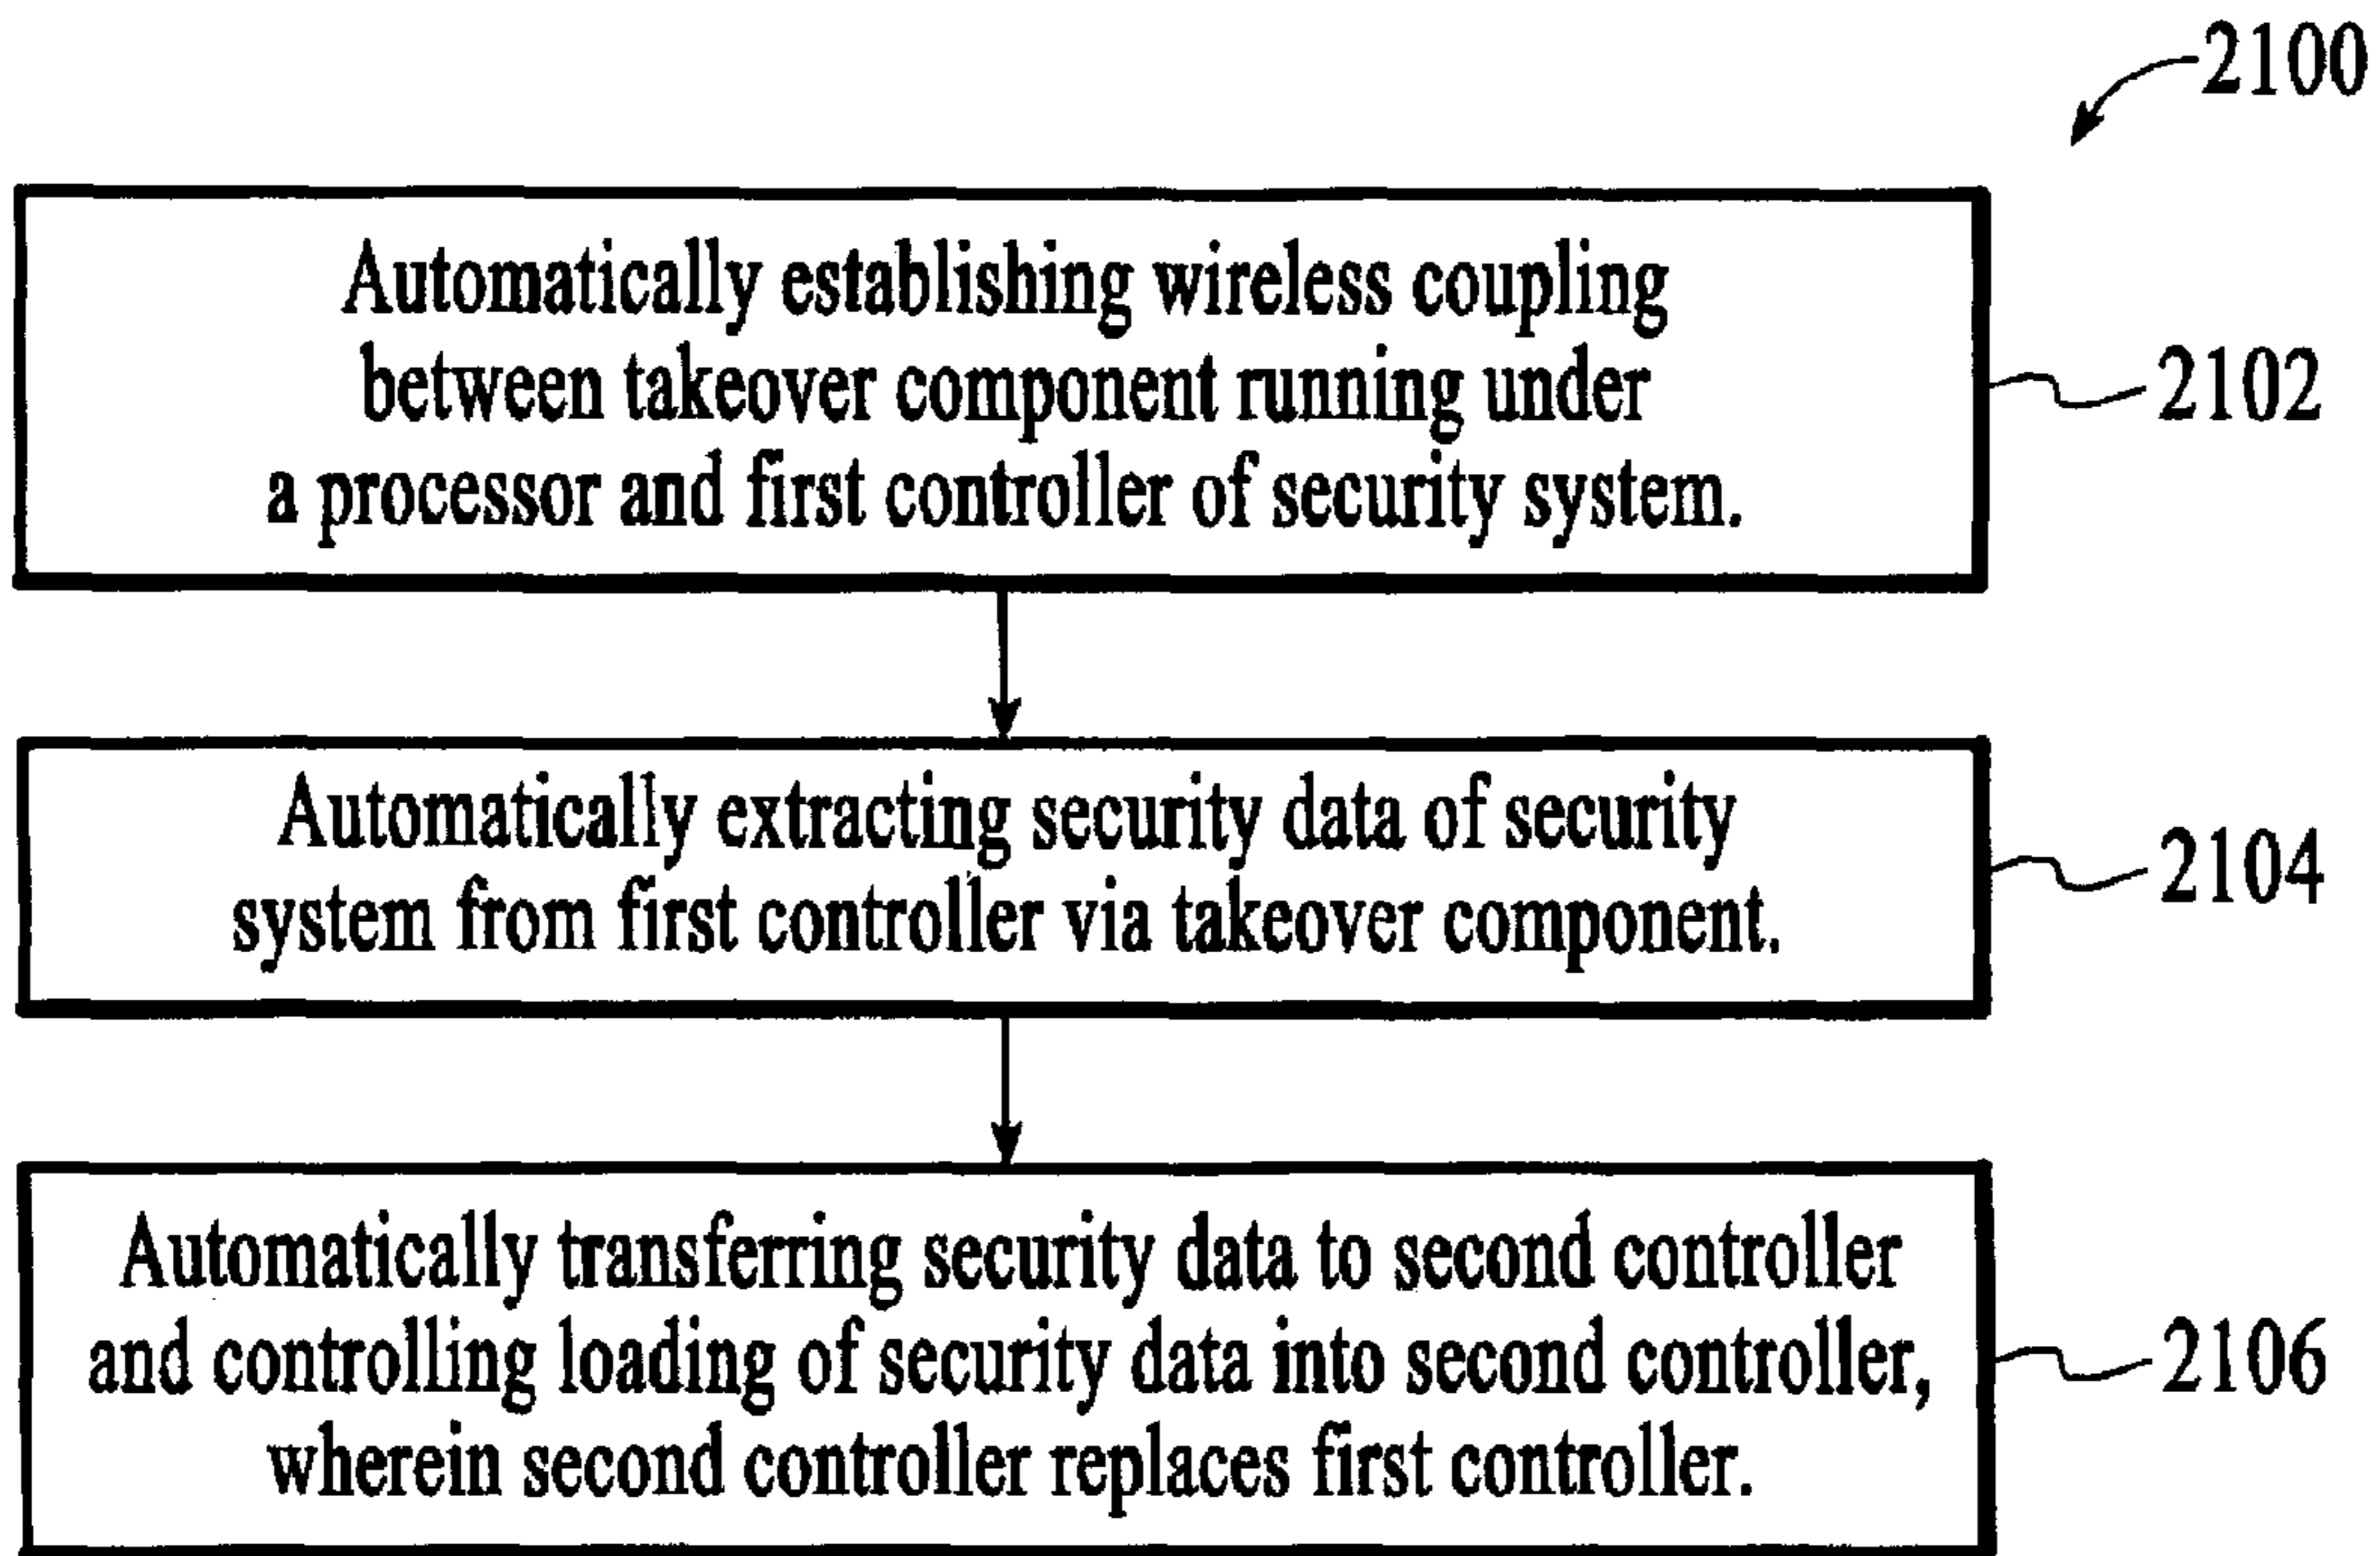 2100
Automatically establishing wireless coupling
between takeover component running under
a processor and first controller of security system.
2102
Automatically extracting security data of security
system from first controller via takeover component.
2104
Automatically transferring security data to second controller
and controlling loading of security data into second controller,
wherein second controller replaces first controller.
2106